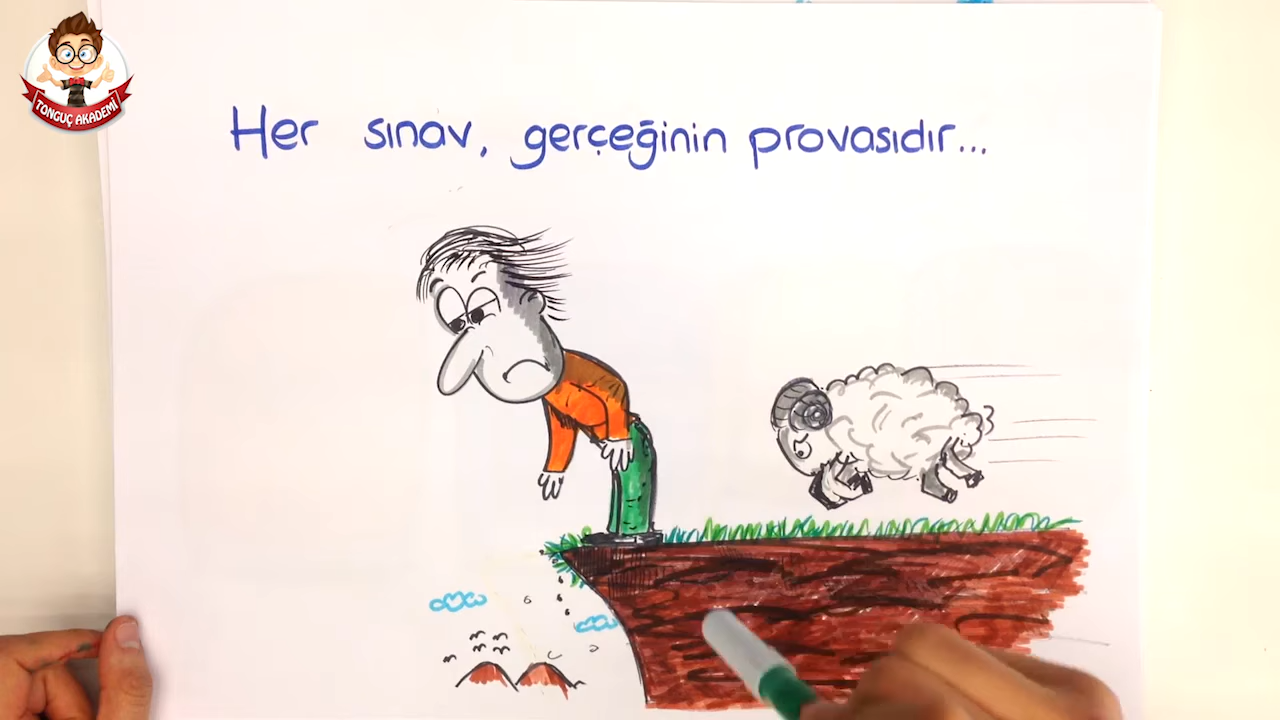 TONGUÇ AKADEMİ
Her sınav, gerçeğinin provasıdır...